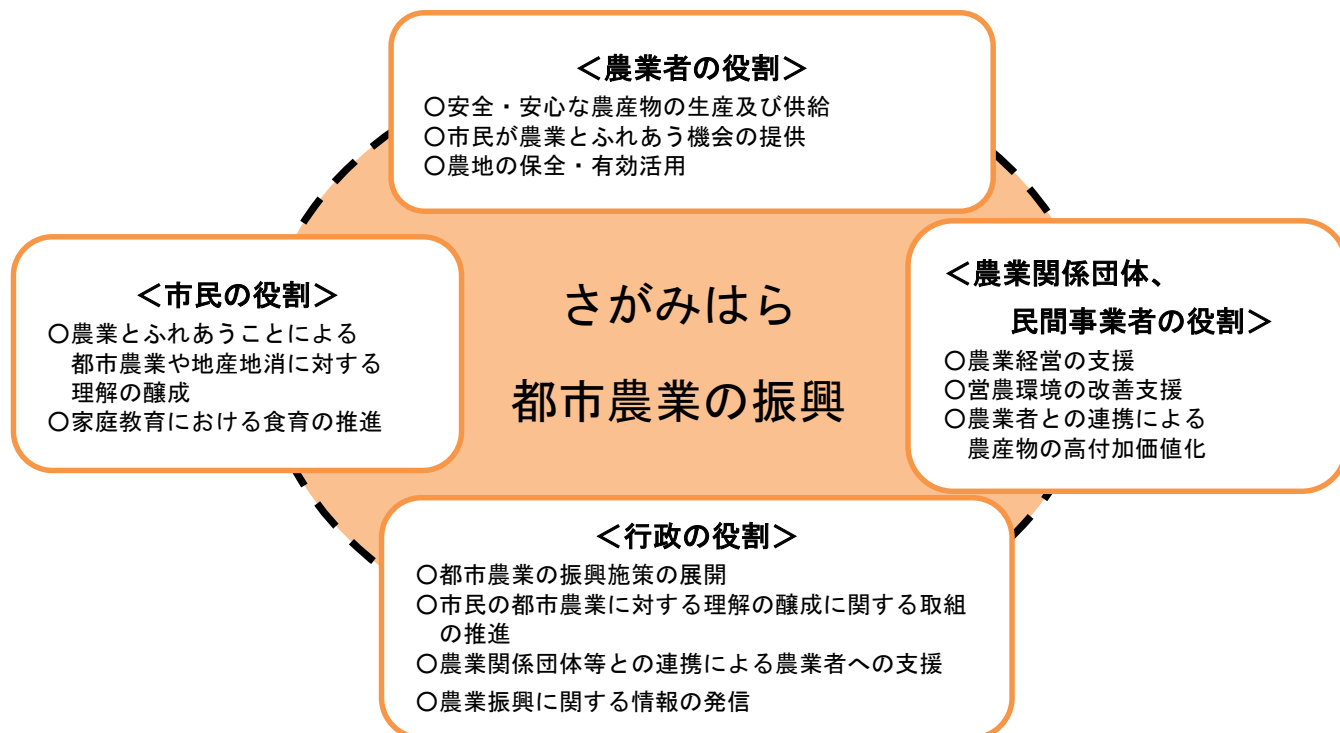 ＜農業者の役割＞
○安全・安心な農産物の生産及び供給
○市民が農業とふれあう機会の提供
○農地の保全・有効活用
＜市民の役割＞
○農業とふれあうことによる
都市農業や地産地消に対する
理解の醸成
○家庭教育における食育の推進
さがみはら
都市農業の振興
＜農業関係団体、
民間事業者の役割＞
○農業経営の支援
○営農環境の改善支援
○農業者との連携による
農産物の高付加価値化
＜行政の役割＞
○都市農業の振興施策の展開
○市民の都市農業に対する理解の醸成に関する取組
の推進
○農業関係団体等との連携による農業者への支援
○農業振興に関する情報の発信